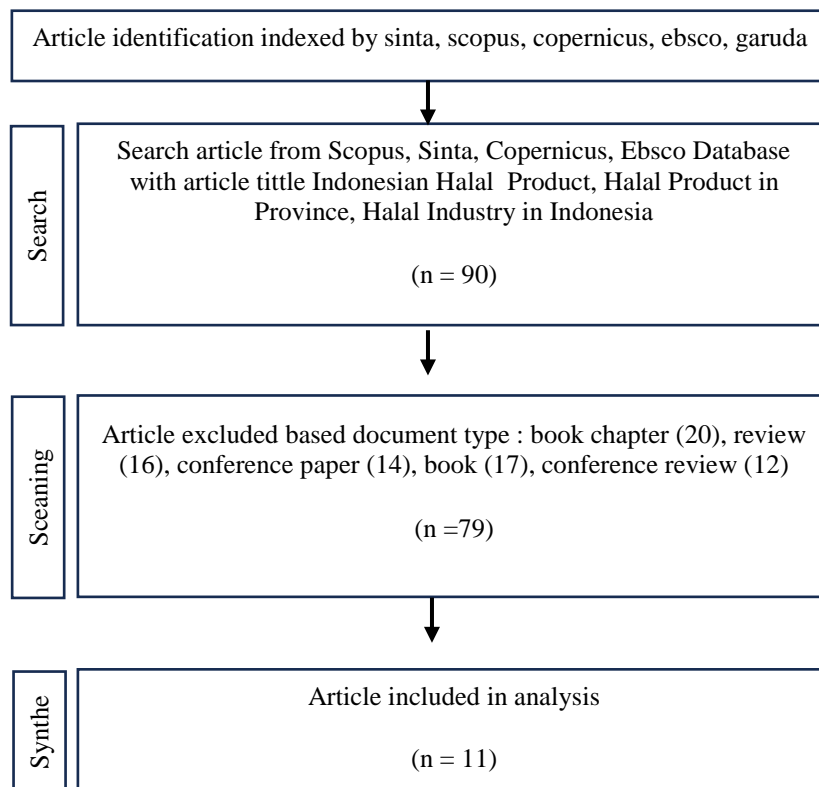 Article identification indexed by sinta, scopus, copernicus, ebsco, garuda
Search
Search article from Scopus, Sinta, Copernicus, Ebsco Database
with article tittle Indonesian Halal Product, Halal Product in
Province, Halal Industry in Indonesia
(n = 90)
Sceaning
Article excluded based document type : book chapter (20), review
(16), conference paper (14), book (17), conference review (12)
(n =79)
Synthe
Article included in analysis
(n = 11)